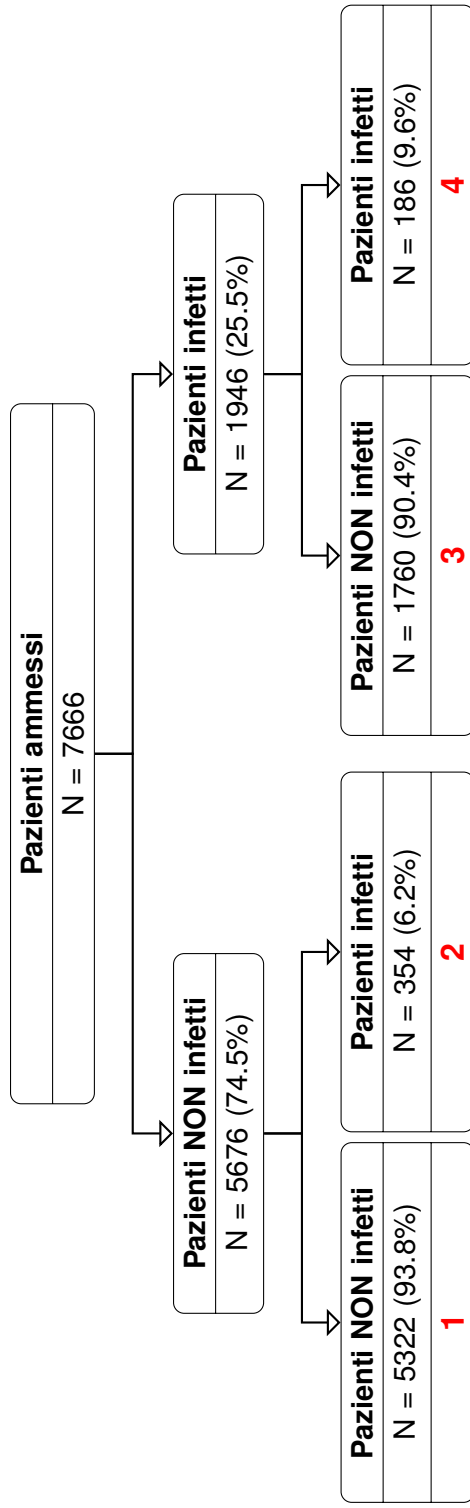 Pazienti ammessi
N = 7666
Pazienti NON infetti
N = 5676 (74.5%)
Pazienti infetti
N = 1946 (25.5%)
Pazienti NON infetti
N = 5322 (93.8%)
1
Pazienti infetti
N = 354 (6.2%)
2
Pazienti NON infetti
N = 1760 (90.4%)
3
Pazienti infetti
N = 186 (9.6%)
4